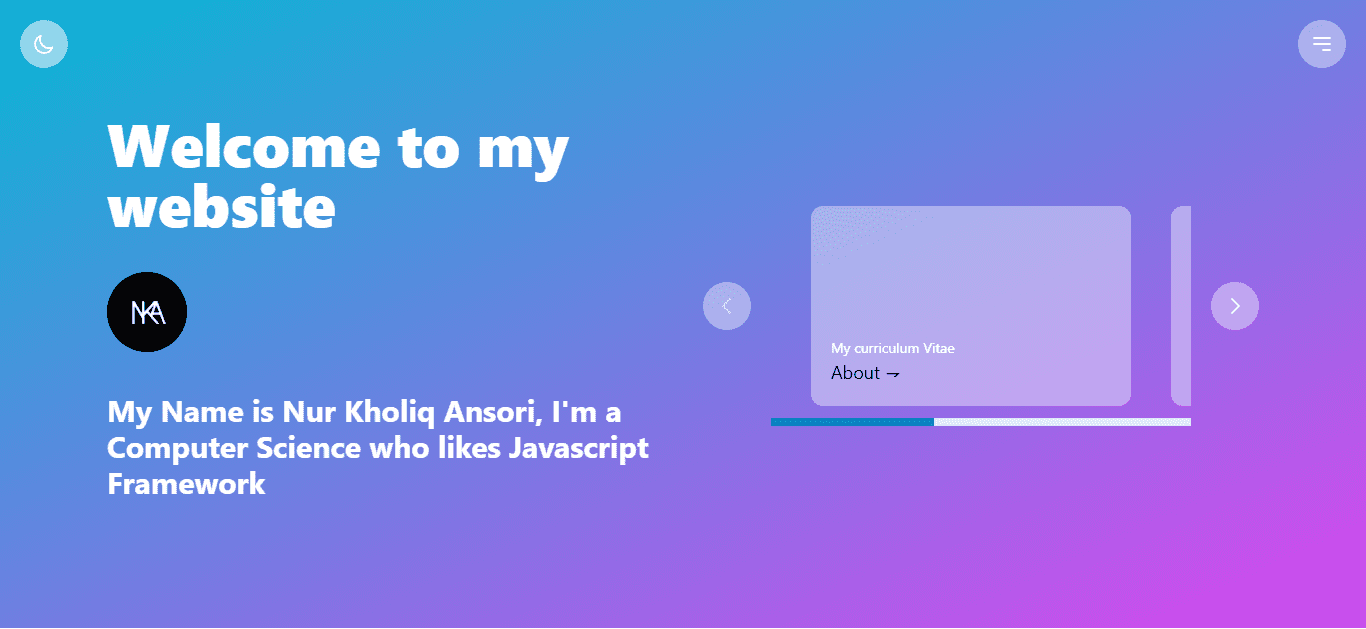 Welcome to my
website
NKA
My Name is Nur Kholiq Ansori, I'm a
Computer Science who likes Javascript
Framework
My curriculum Vitae
About →